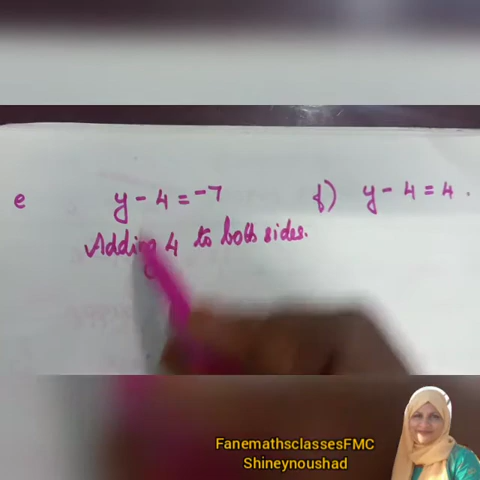 e y - 4 = -7 f) y - 4 = 4 .
Adding 4 to both sides.
FanemathsclassesFMC
Shineynoushad